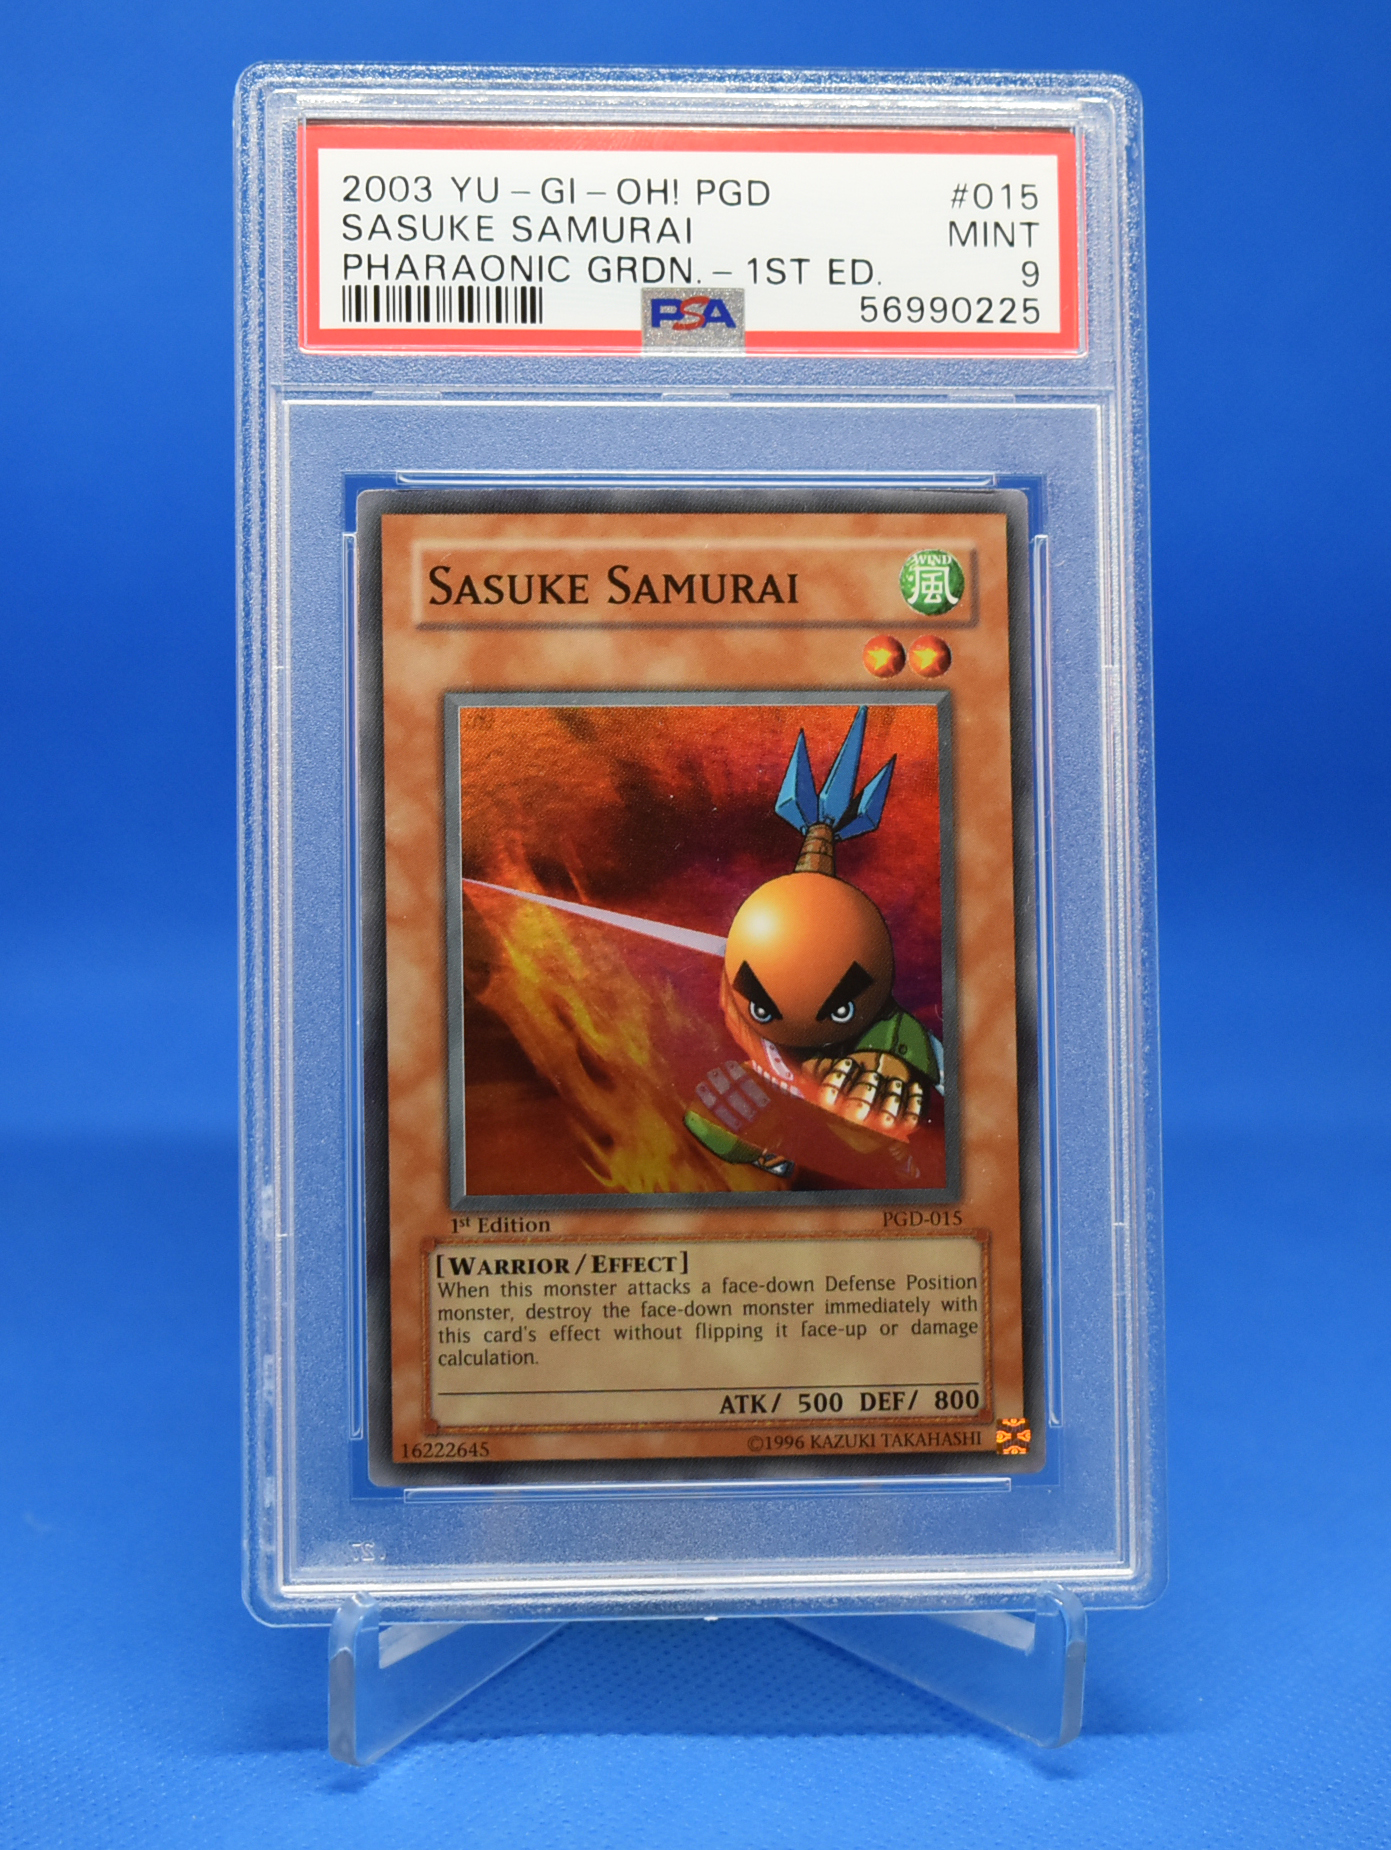 2003 YU-GI-OH! PGD #015
SASUKE SAMURAI MINT
PHARAONIC GRDN.-1ST ED. 9
PSA 56990225
SASUKE SAMURAI
WIND
風
1st Edition PGD-015
[WARRIOR/EFFECT]
When this monster attacks a face-down Defense Position
monster, destroy the face-down monster immediately with
this card's effect without flipping it face-up or damage
calculation.
ATK/ 500 DEF/ 800
16222645 ©1996 KAZUKI TAKAHASHI